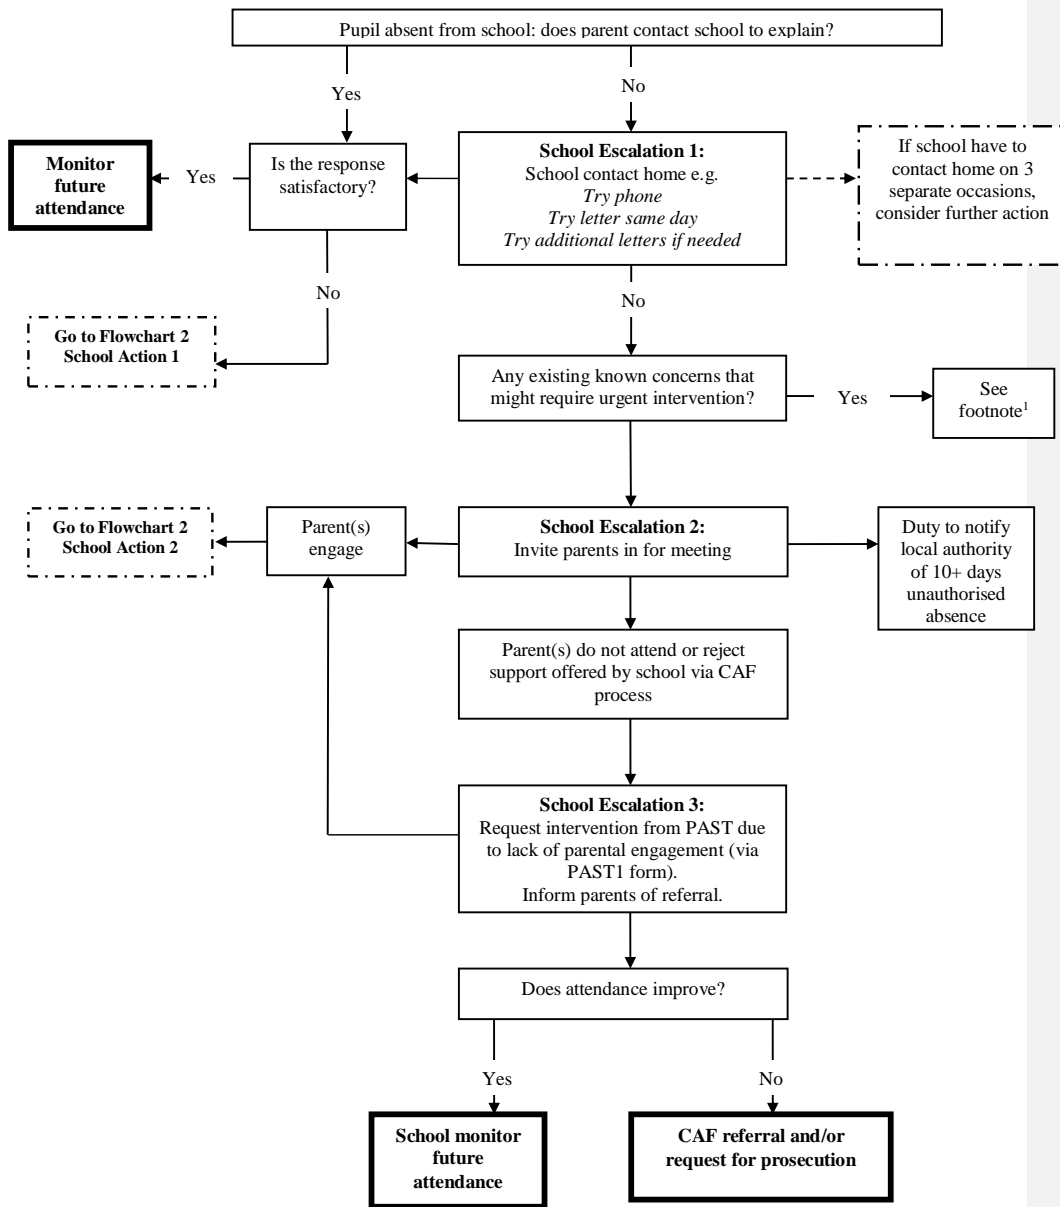 Pupil absent from school: does parent contact school to explain?
Yes
No
Monitor
future
attendance
Yes
Is the response
satisfactory?
School Escalation 1:
School contact home e.g.
Try phone
Try letter same day
Try additional letters if needed
If school have to
contact home on 3
separate occasions,
consider further action
No
No
Go to Flowchart 2
School Action 1
Any existing known concerns that
might require urgent intervention?
Yes
See
footnote¹
Go to Flowchart 2
School Action 2
Parent(s)
engage
School Escalation 2:
Invite parents in for meeting
Duty to notify
local authority
of 10+ days
unauthorised
absence
Parent(s) do not attend or reject
support offered by school via CAF
process
School Escalation 3:
Request intervention from PAST due
to lack of parental engagement (via
PAST1 form).
Inform parents of referral.
Does attendance improve?
Yes
No
School monitor
future
attendance
CAF referral and/or
request for prosecution